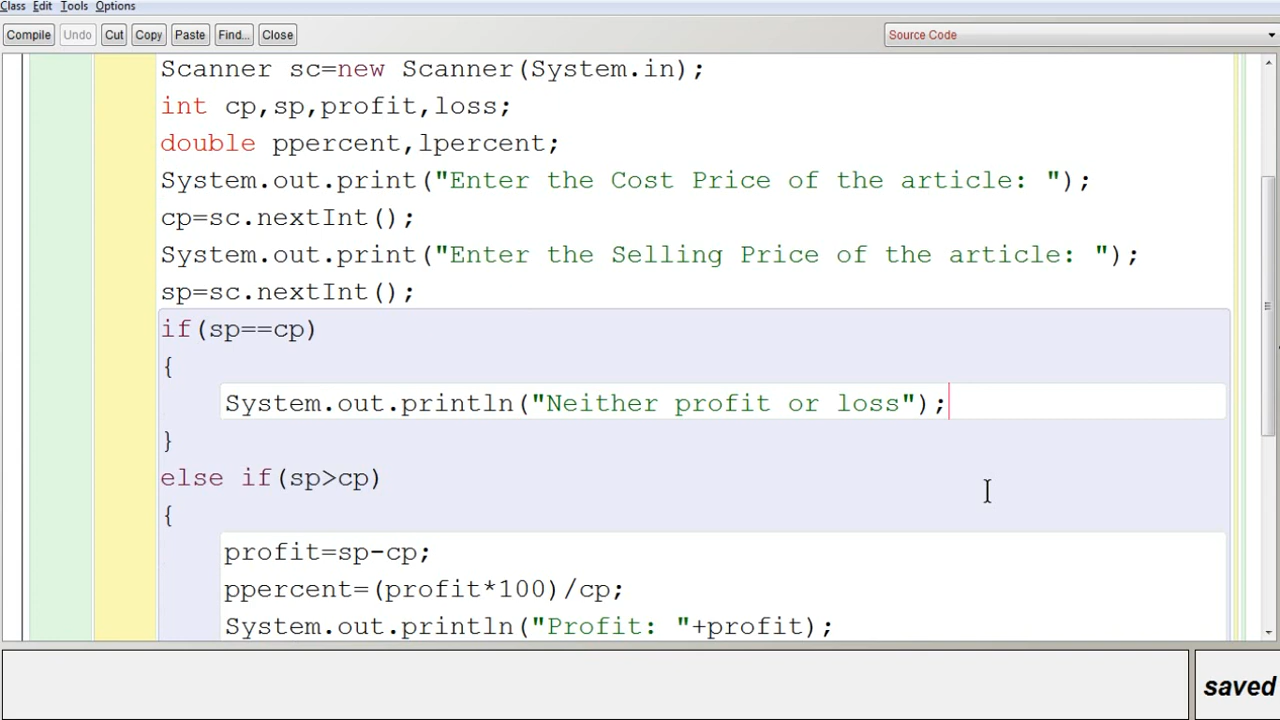 Class Edit Tools Options
Compile Undo Cut Copy Paste Find... Close Source Code
Scanner sc=new Scanner(System.in);
int cp,sp,profit,loss;
double ppercent,lpercent;
System.out.print("Enter the Cost Price of the article: ");
cp=sc.nextInt();
System.out.print("Enter the Selling Price of the article: ");
sp=sc.nextInt();
if(sp==cp)
{
System.out.println("Neither profit or loss");
}
else if(sp>cp)
{
profit=sp-cp;
ppercent=(profit*100)/cp;
System.out.println("Profit: "+profit);
saved